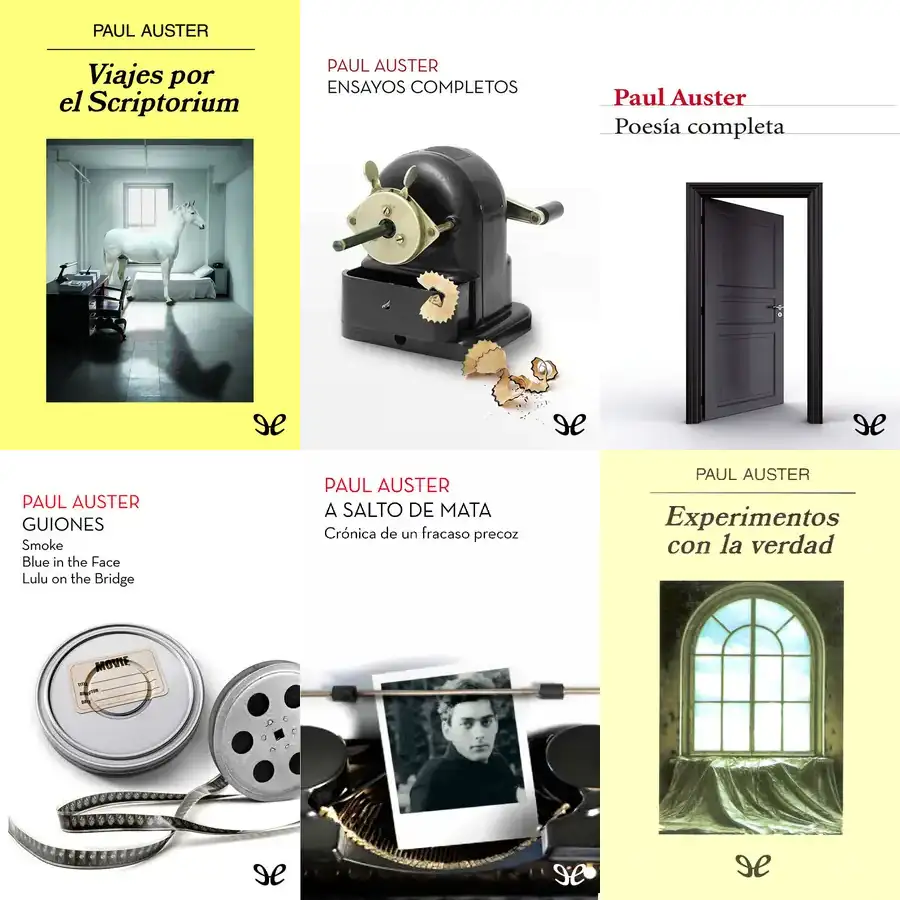 PAUL AUSTER
Viajes por
el Scriptorium
PAUL AUSTER
ENSAYOS COMPLETOS
Paul Auster
Poesía completa
PAUL AUSTER
GUIONES
Smoke
Blue in the Face
Lulu on the Bridge
MOVIE
PAUL AUSTER
A SALTO DE MATA
Crónica de un fracaso precoz
PAUL AUSTER
Experimentos
con la verdad